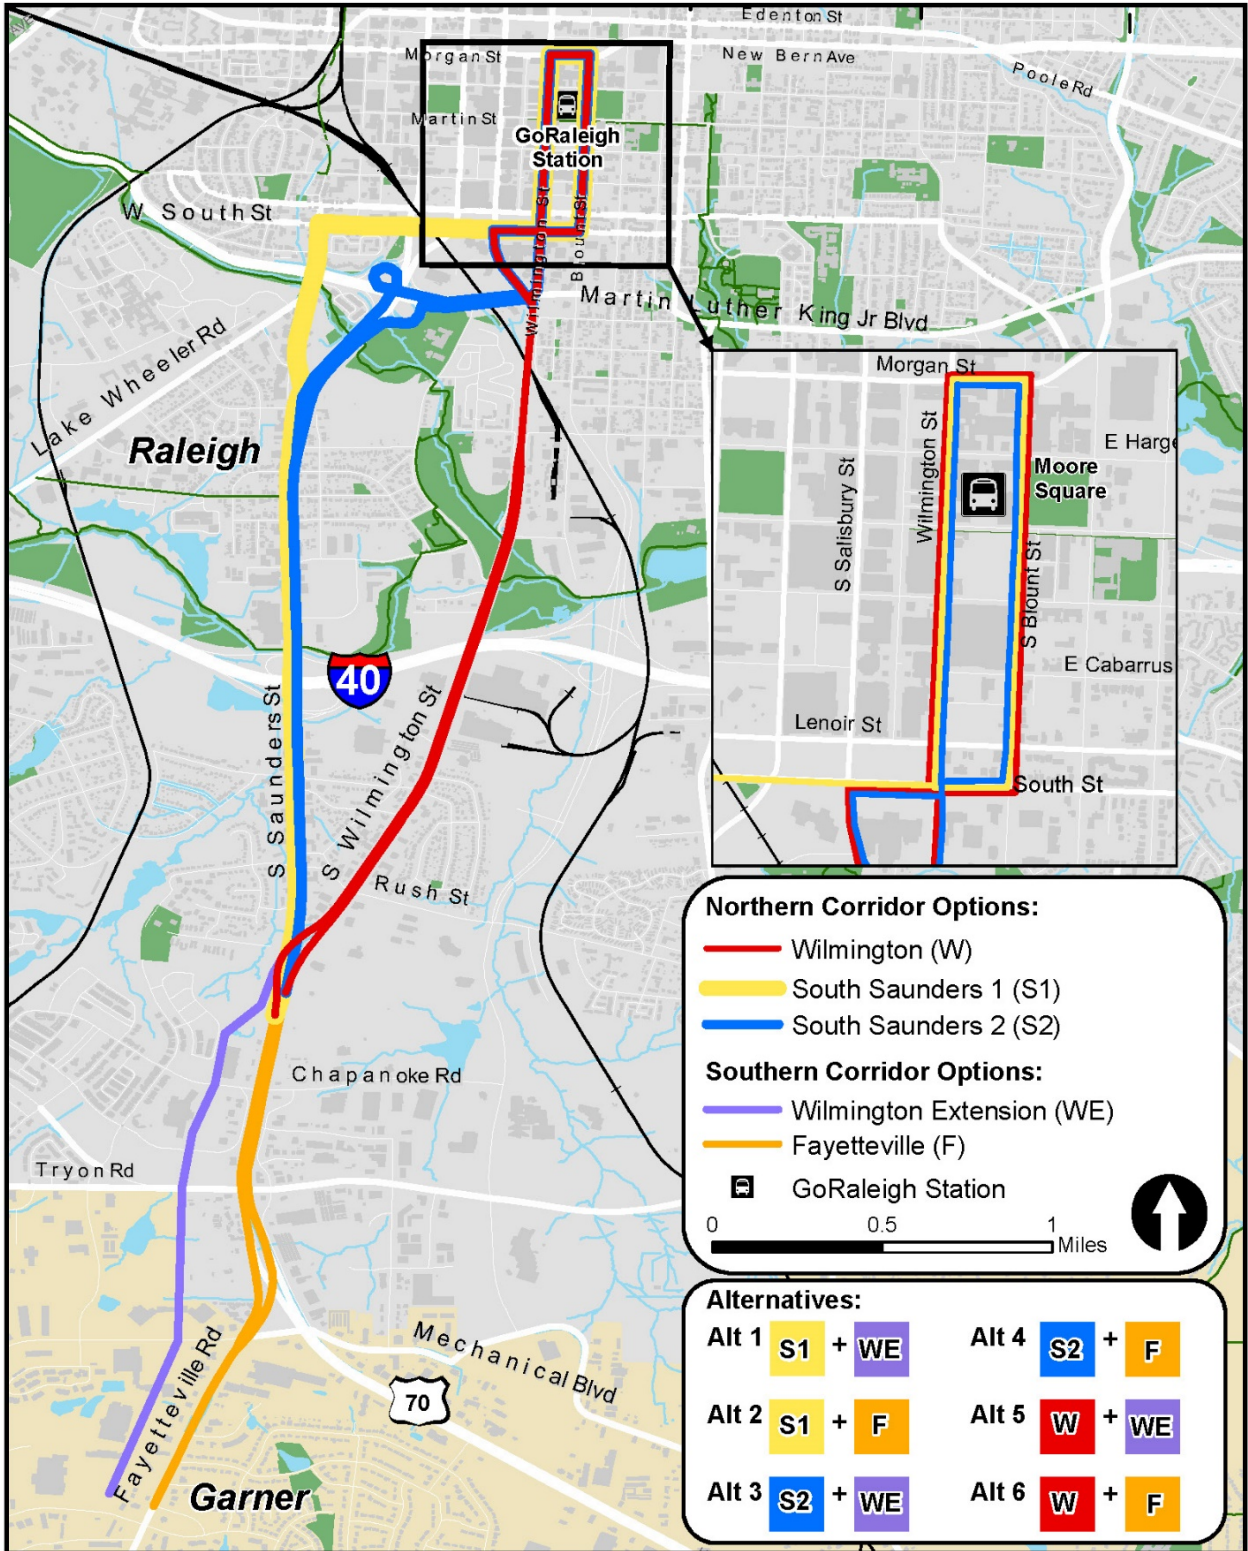 Edenton St
Morgan St
New Bern Ave
Poole Rd
Martin St
GoRaleigh
Station
W South St
Wilmington St
Blount St
Martin Luther King Jr Blvd
Wilmington St
Lake Wheeler Rd
Raleigh
Morgan St
Wilmington St
E Harge
Moore
Square
S Salisbury St
S Blount St
E Cabarrus
Lenoir St
South St
40
S Saunders St
S Wilmington St
Rush St
Chapanoke Rd
Tryon Rd
Mechanical Blvd
70
Fayetteville Rd
Garner
Northern Corridor Options:
Wilmington (W)
South Saunders 1 (S1)
South Saunders 2 (S2)
Southern Corridor Options:
Wilmington Extension (WE)
Fayetteville (F)
GoRaleigh Station
0 0.5 1
Miles
Alternatives:
Alt 1 S1 + WE
Alt 2 S1 + F
Alt 3 S2 + WE
Alt 4 S2 + F
Alt 5 W + WE
Alt 6 W + F